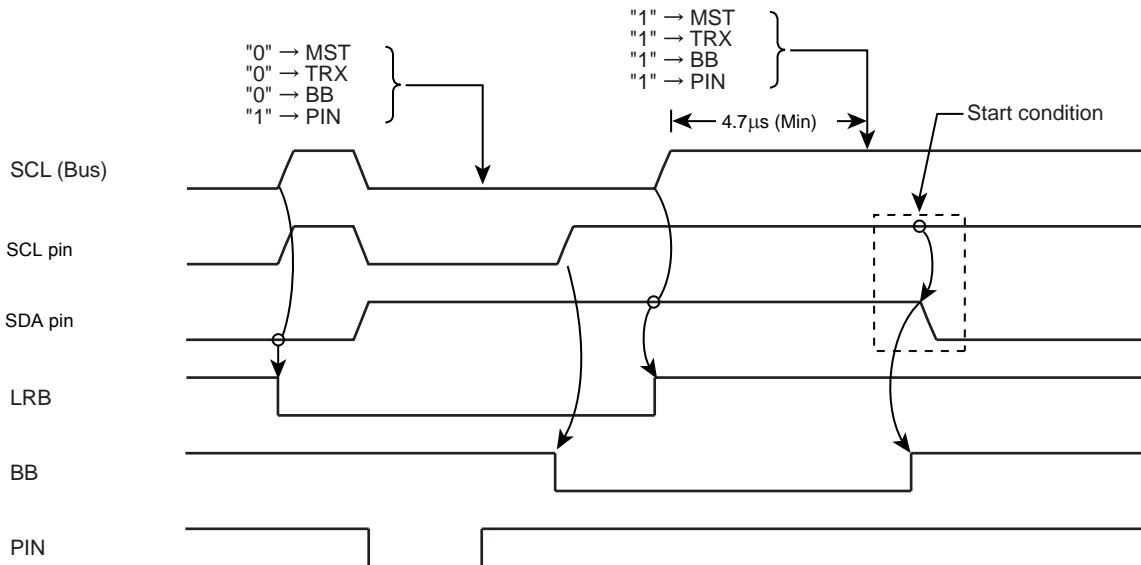 "0" → MST
"0" → TRX
"0" → BB
"1" → PIN
"1" → MST
"1" → TRX
"1" → BB
"1" → PIN
4.7μs (Min)
Start condition
SCL (Bus)
SCL pin
SDA pin
LRB
BB
PIN